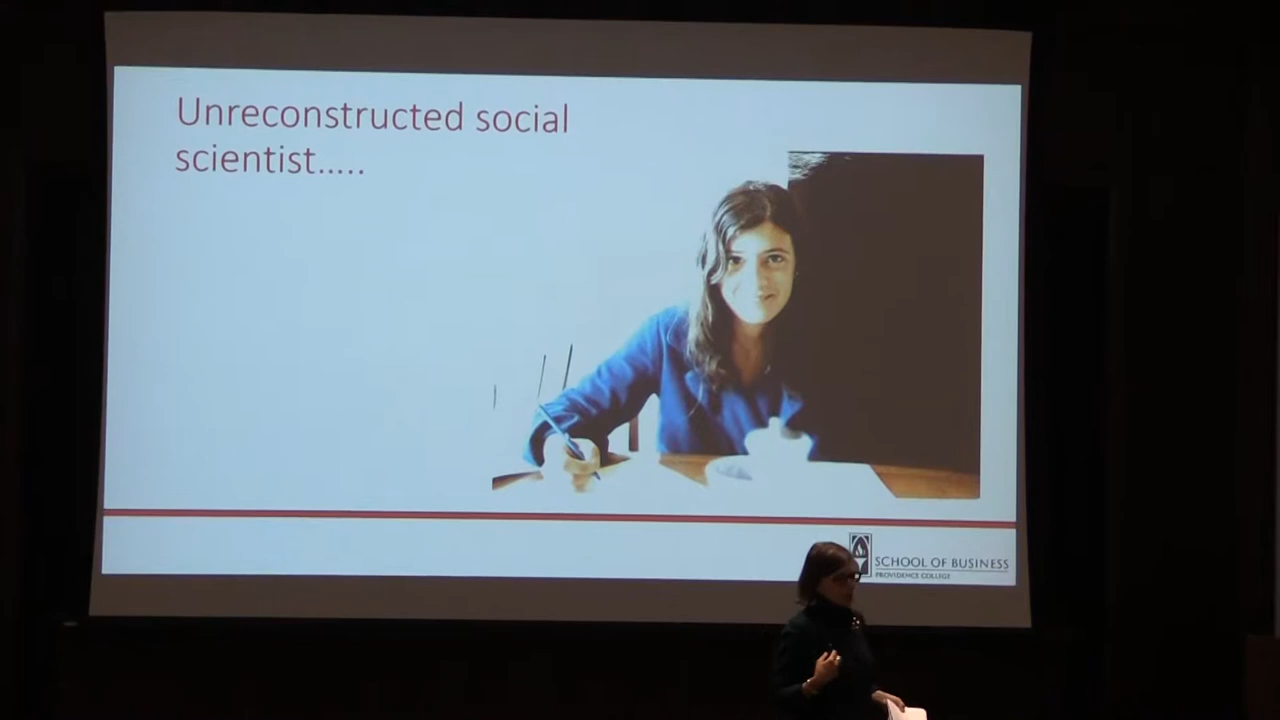 Unreconstructed social
scientist.....
SCHOOL OF BUSINESS
PROVIDENCE COLLEGE